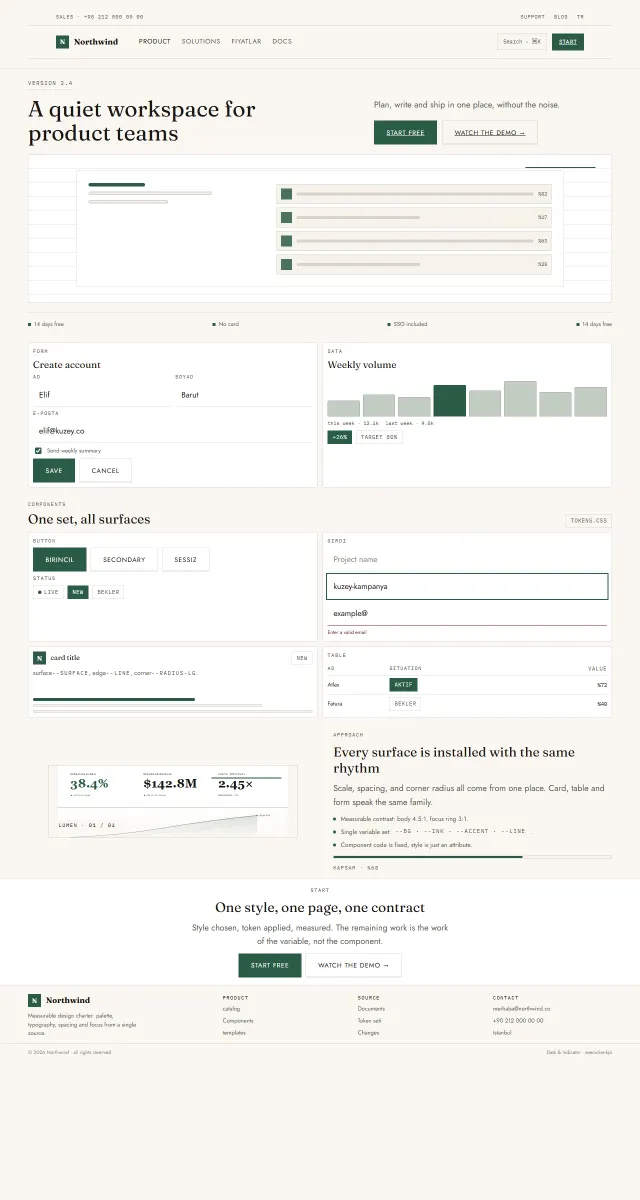 SALES · +90 212 000 00 00
SUPPORT BLOG TR
N Northwind PRODUCT SOLUTIONS FIYATLAR DOCS
Search · ⌘K START
VERSION 2.4
A quiet workspace for
product teams
Plan, write and ship in one place, without the noise.
START FREE WATCH THE DEMO →
%82
%47
%28
14 days free No card SSO included 14 days free
FORM
Create account
AD SOYAD
Elif Barut
E-POSTA
elif@kuzey.co
Send weekly summary
SAVE CANCEL
DATA
Weekly volume
this week · last week ·
+26% TARGET 80%
COMPONENTS
One set, all surfaces
TOKENS.CSS
BUTTON
BIRINCIL SECONDARY SESSIZ
STATUS
LIVE NEW BEKLER
GIRDI
Project name
kuzey-kampanya
example@
Enter a valid email
N card title NEW
surface--SURFACE, edge--LINE, corner--RADIUS-LG.
TABLE
AD SITUATION VALUE
Atlas AKTIF %72
Fatura BEKLER %40
38.4% $142.8M 2.45×
LUMEN · 01 / 04
APPROACH
Every surface is installed with the same
rhythm
Scale, spacing, and corner radius all come from one place. Card, table and
form speak the same family.
Measurable contrast: body 4.5:1, focus ring 3:1.
Single variable set: --BG · --INK · --ACCENT · --LINE .
Component code is fixed, style is just an attribute.
KAPSAM · %68
START
One style, one page, one contract
Style chosen, token applied, measured. The remaining work is the work
of the variable, not the component.
START FREE WATCH THE DEMO →
N Northwind
Measurable design charter: palette,
typography, spacing and focus from a single
source.
PRODUCT
catalog
Components
templates
SOURCE
Documents
Token seti
Changes
CONTACT
merhaba@northwind.co
+90 212 000 00 00
Istanbul
© 2026 Northwind · all rights reserved
Data & Indicator · executive-kpi